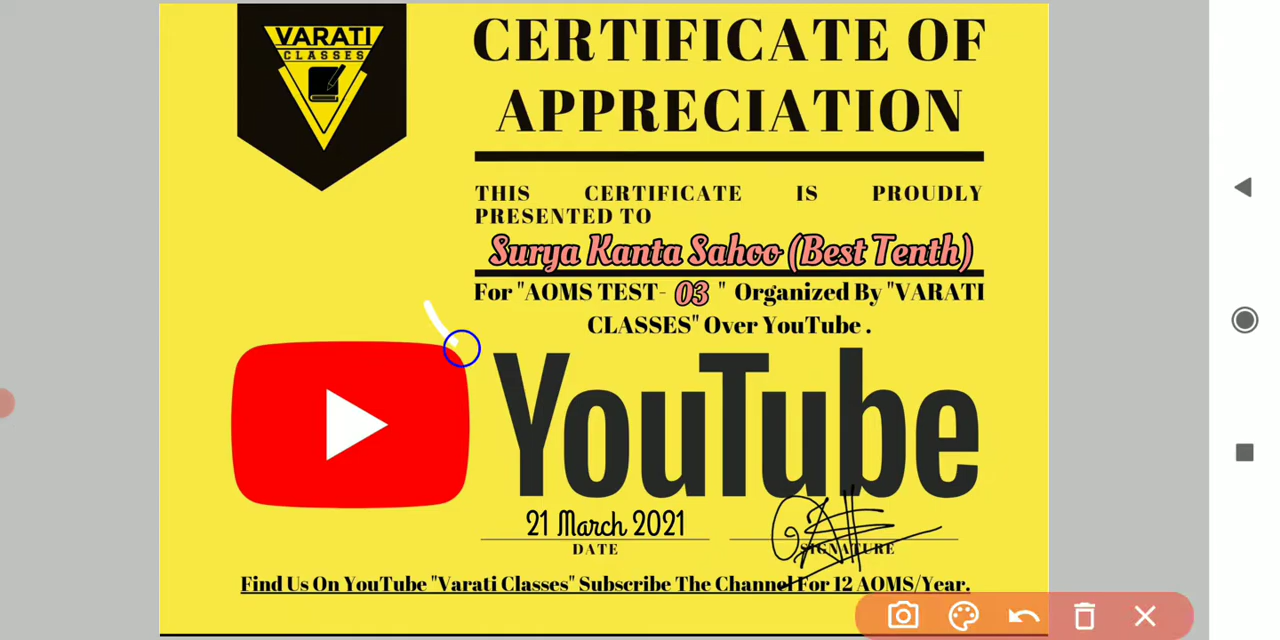 VARATI
CLASSES
CERTIFICATE OF
APPRECIATION
THIS CERTIFICATE IS PROUDLY
PRESENTED TO
Surya Kanta Sahoo (Best Tenth)
For "AOMS TEST- 03 " Organized By "VARATI
CLASSES" Over YouTube .
YouTube
21 March 2021
DATE
SIGNATURE
Find Us On YouTube "Varati Classes" Subscribe The Channel For 12 AOMS/Year.